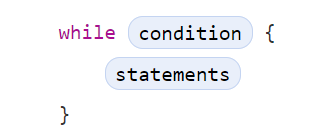 while condition {
statements
}